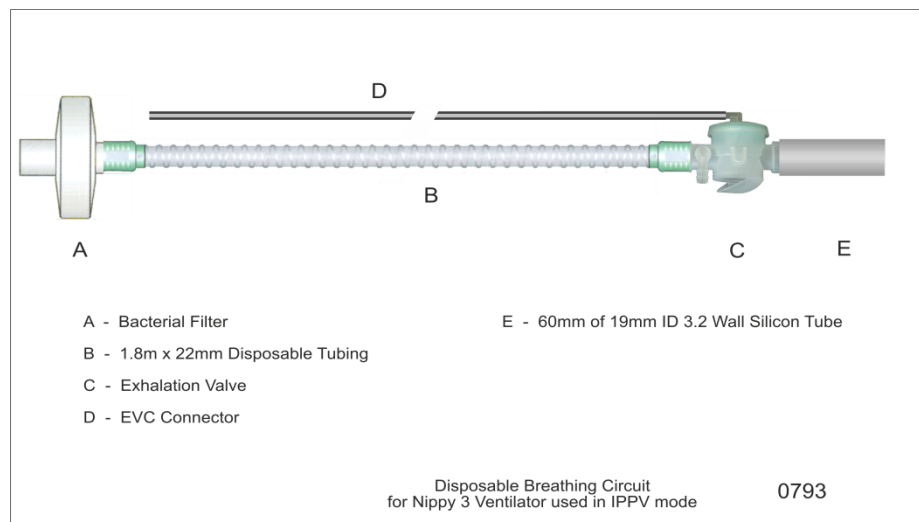 D
B
A
C
E
A - Bacterial Filter
E - 60mm of 19mm ID 3.2 Wall Silicon Tube
B - 1.8m x 22mm Disposable Tubing
C - Exhalation Valve
D - EVC Connector
Disposable Breathing Circuit
for Nippy 3 Ventilator used in IPPV mode
0793